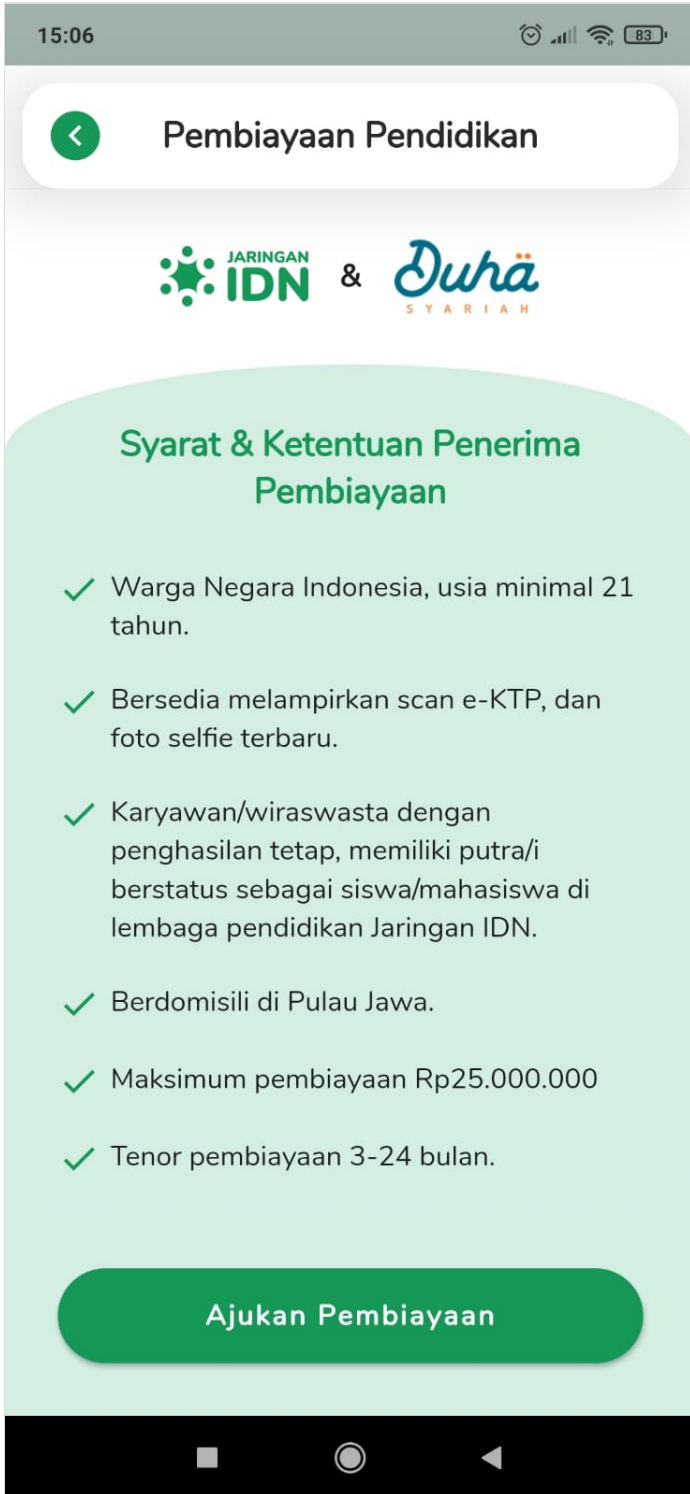 15:06
83
Pembiayaan Pendidikan
JARINGAN
IDN
&
Duhä
SYARIAH
Syarat & Ketentuan Penerima
Pembiayaan
Warga Negara Indonesia, usia minimal 21
tahun.
Bersedia melampirkan scan e-KTP, dan
foto selfie terbaru.
Karyawan/wiraswasta dengan
penghasilan tetap, memiliki putra/i
berstatus sebagai siswa/mahasiswa di
lembaga pendidikan Jaringan IDN.
Berdomisili di Pulau Jawa.
Maksimum pembiayaan Rp25.000.000
Tenor pembiayaan 3-24 bulan.
Ajukan Pembiayaan